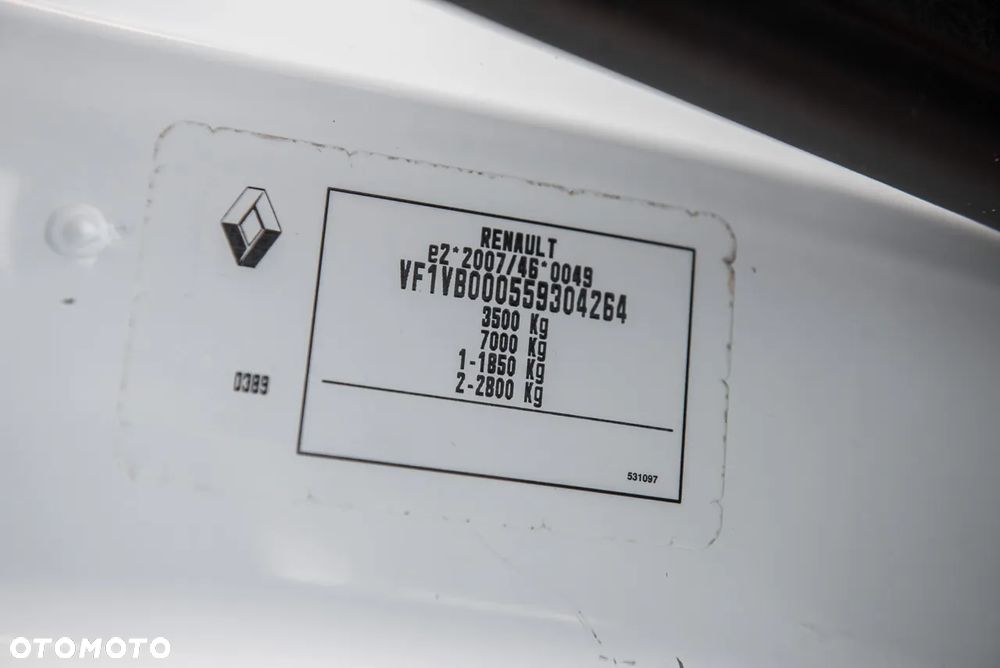 RENAULT
e2*2007/46*0049
VF1VB000559304264
3500 Kg
7000 Kg
1-1850 Kg
2-2800 Kg
0389
531097
OTOMOTO